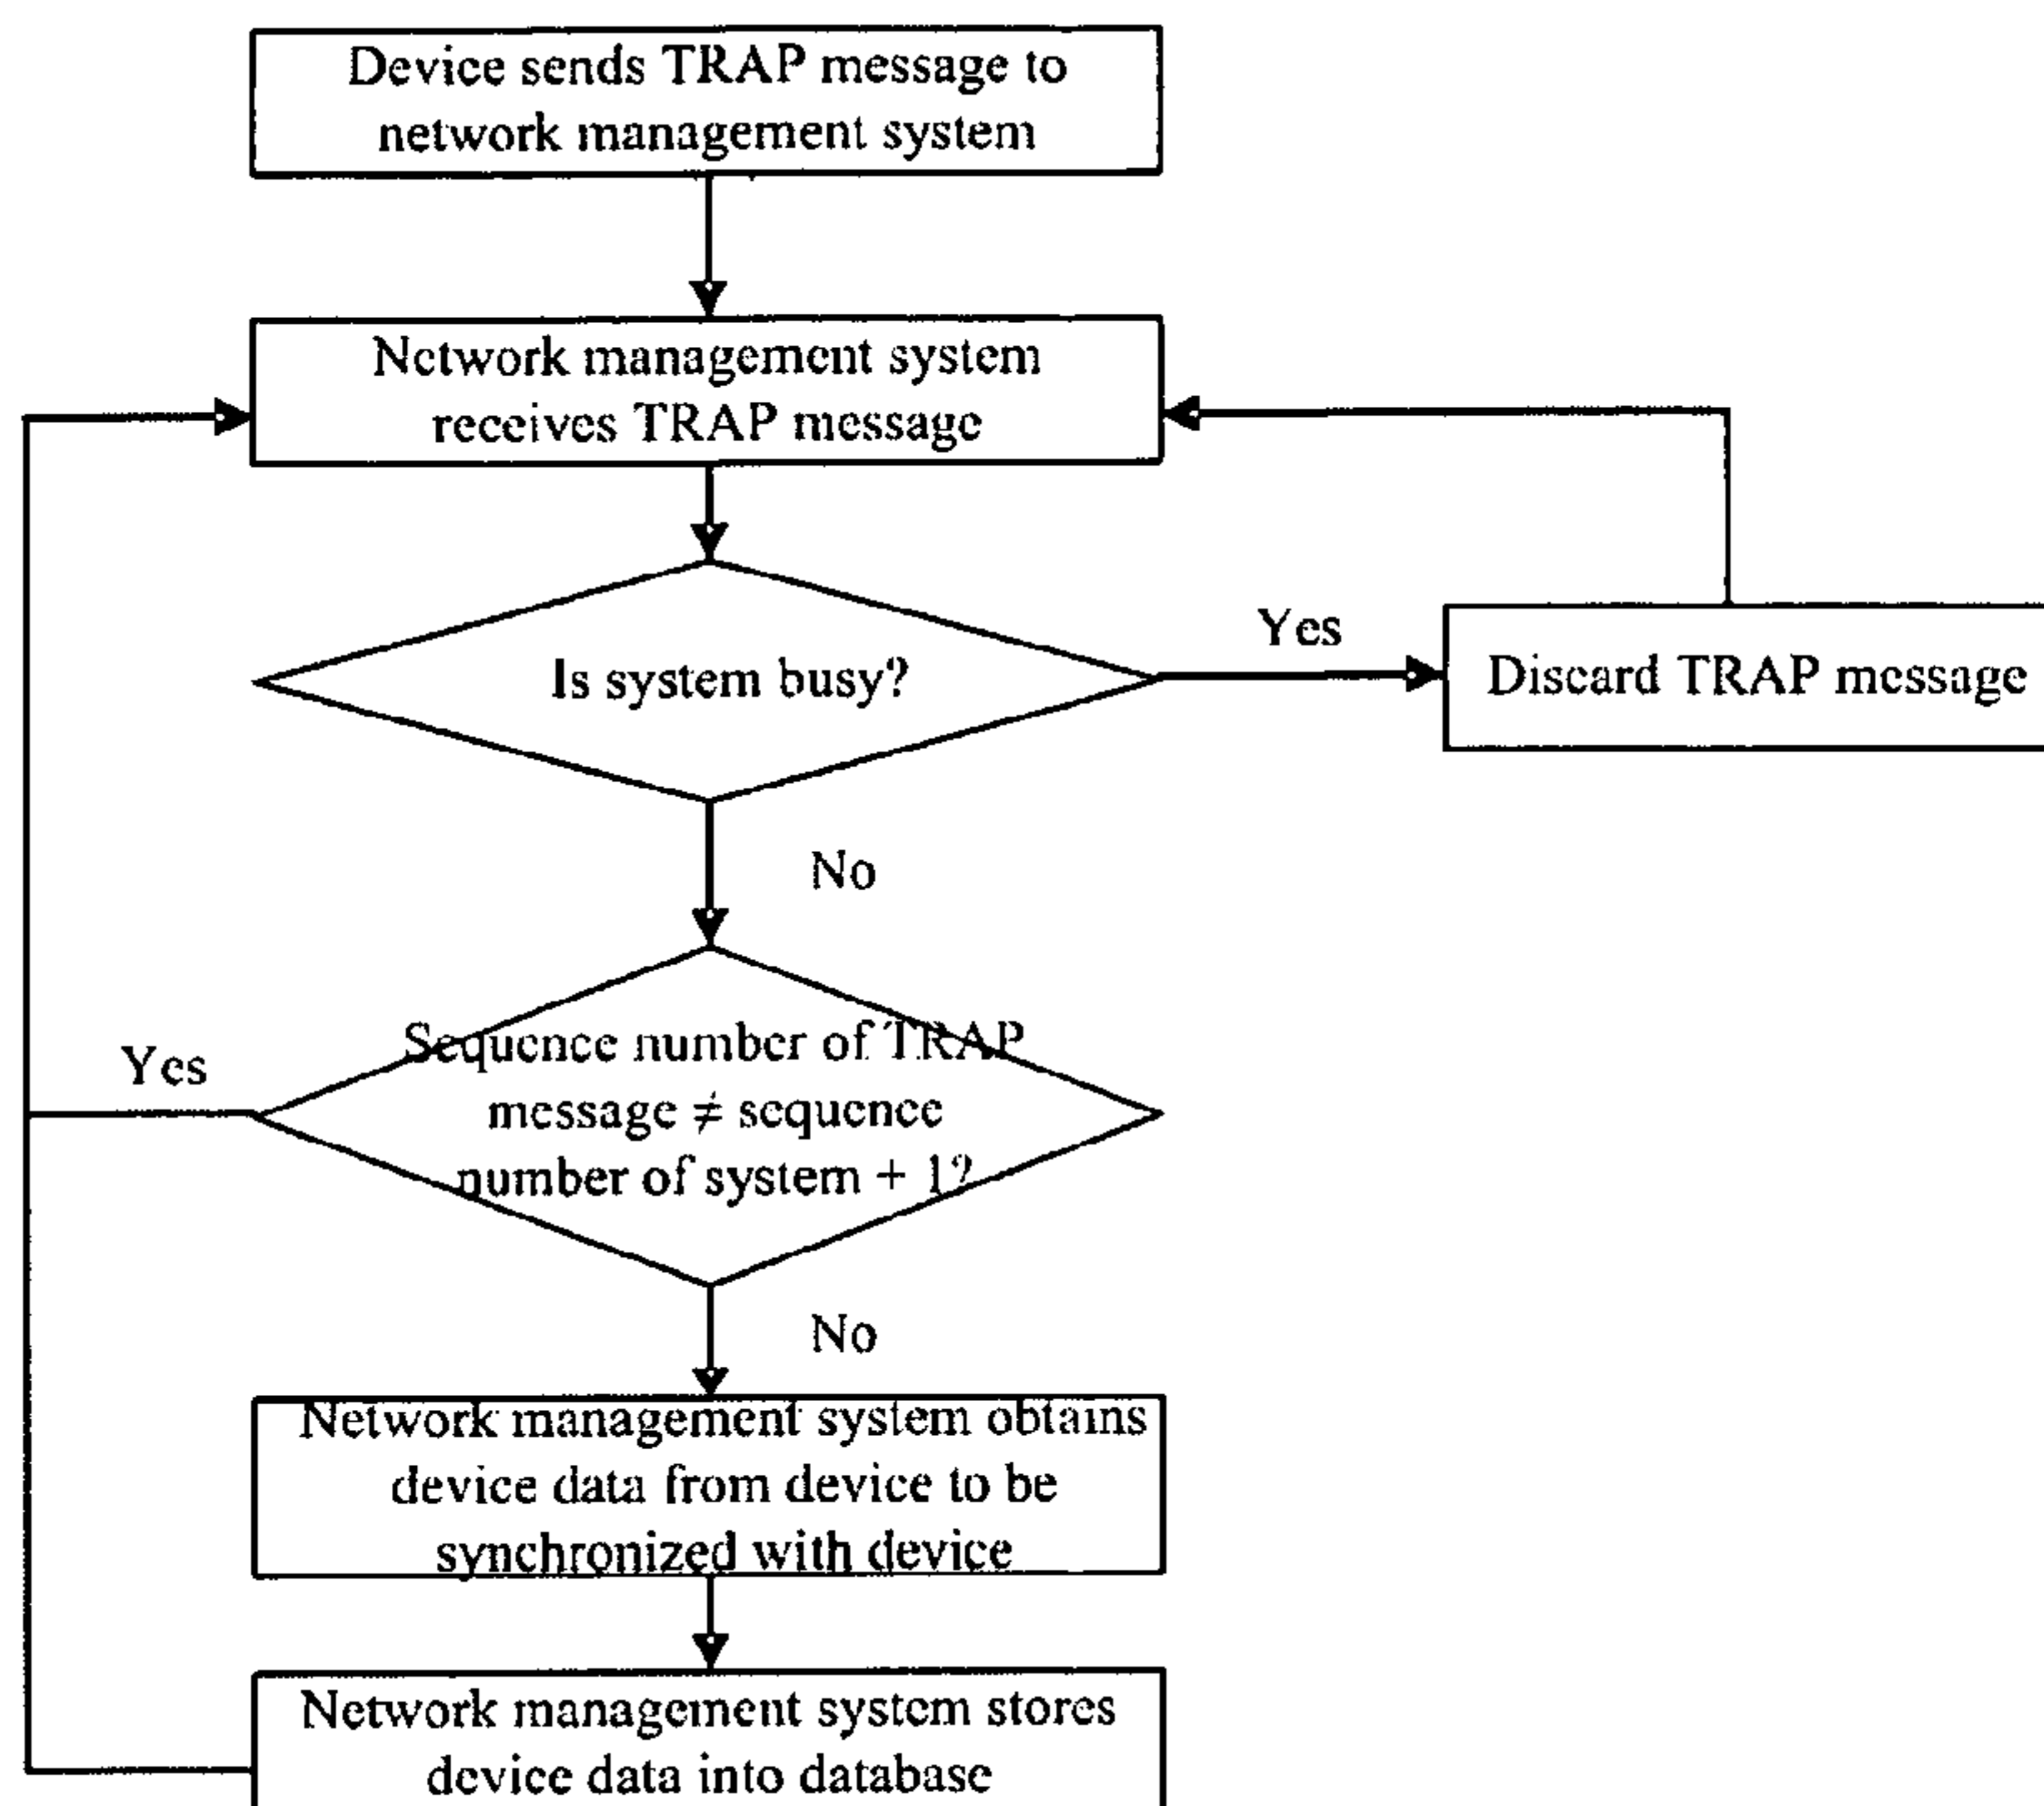 Device sends TRAP message to
network management system
Network management system
receives TRAP message
Is system busy?
Yes
Discard TRAP message
No
Sequence number of TRAP
message ≠ sequence
number of system + 1?
Yes
No
Network management system obtains
device data from device to be
synchronized with device
Network management system stores
device data into database